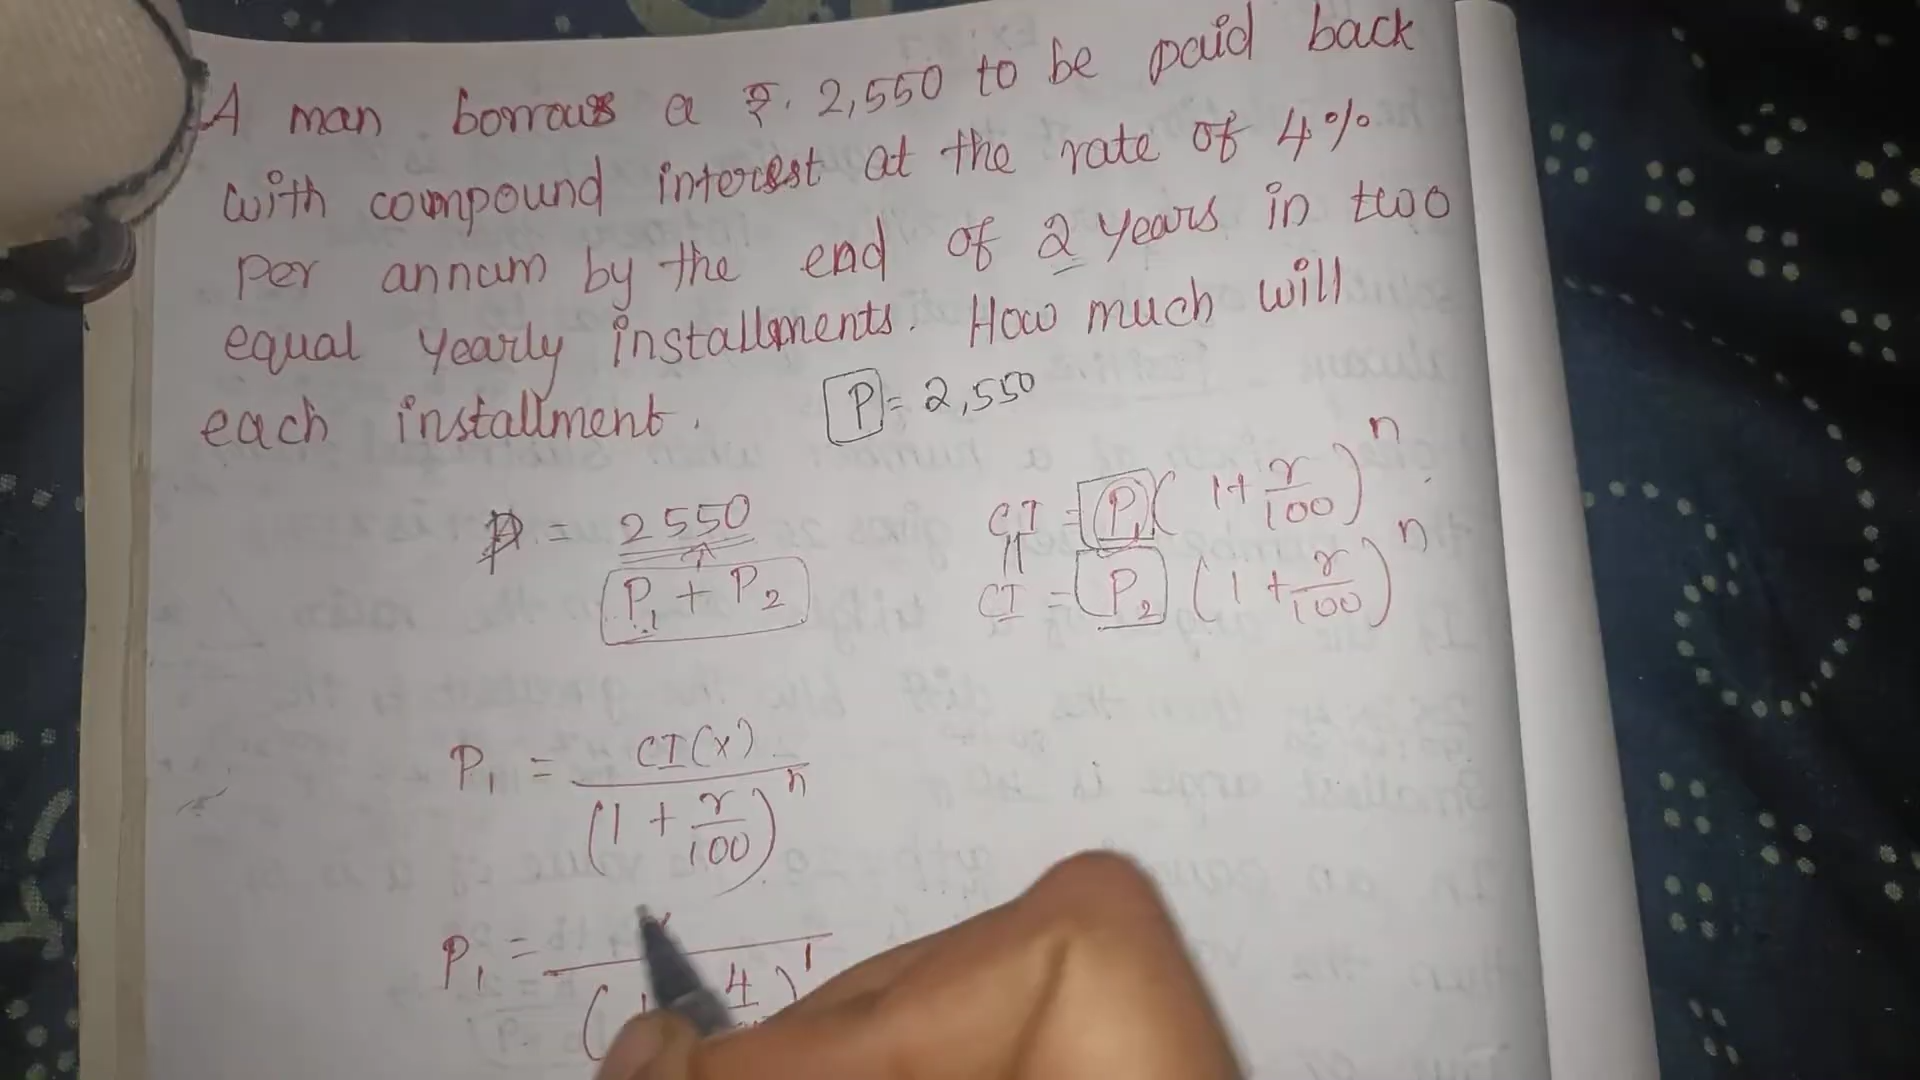 A man borrows a ₹. 2,550 to be paid back
with compound interest at the rate of 4%
per annum by the end of 2 years in two
equal yearly installments. How much will
each installment.
P = 2,550
P = 2550
P₁ + P₂
CI = P₁ (1 + r/100)ⁿ
CI = P₂ (1 + r/100)ⁿ
P₁ = CI(x) / (1 + r/100)ⁿ
P₁ =
4
1